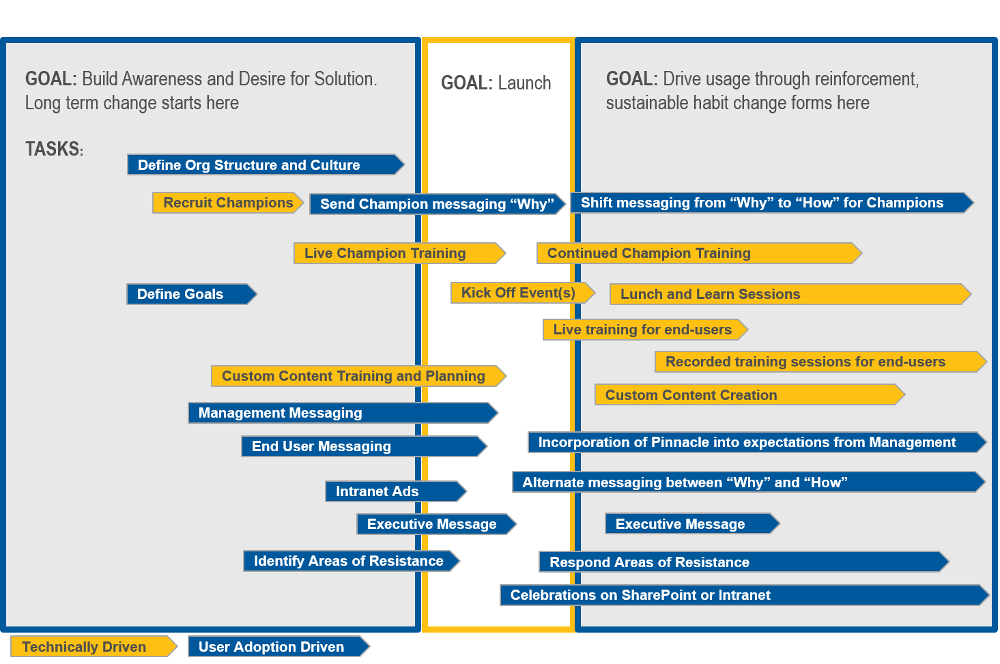 GOAL: Build Awareness and Desire for Solution.
Long term change starts here
GOAL: Launch
GOAL: Drive usage through reinforcement,
sustainable habit change forms here
TASKS:
Define Org Structure and Culture
Recruit Champions
Send Champion messaging “Why”
Shift messaging from “Why” to “How” for Champions
Live Champion Training
Continued Champion Training
Define Goals
Kick Off Event(s)
Lunch and Learn Sessions
Live training for end-users
Recorded training sessions for end-users
Custom Content Training and Planning
Custom Content Creation
Management Messaging
End User Messaging
Incorporation of Pinnacle into expectations from Management
Intranet Ads
Alternate messaging between “Why” and “How”
Executive Message
Executive Message
Identify Areas of Resistance
Respond Areas of Resistance
Celebrations on SharePoint or Intranet
Technically Driven
User Adoption Driven